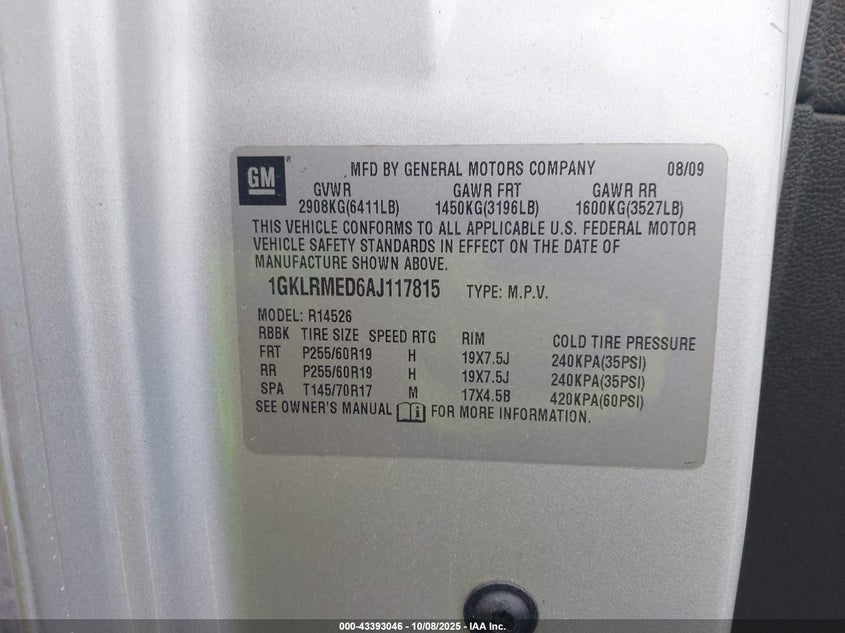 GM
MFD BY GENERAL MOTORS COMPANY 08/09
GVWR GAWR FRT GAWR RR
2908KG(6411LB) 1450KG(3196LB) 1600KG(3527LB)
THIS VEHICLE CONFORMS TO ALL APPLICABLE U.S. FEDERAL MOTOR
VEHICLE SAFETY STANDARDS IN EFFECT ON THE DATE OF
MANUFACTURE SHOWN ABOVE.
1GKLRMED6AJ117815 TYPE: M.P.V.
MODEL: R14526
RBBK TIRE SIZE SPEED RTG RIM COLD TIRE PRESSURE
FRT P255/60R19 H 19X7.5J 240KPA(35PSI)
RR P255/60R19 H 19X7.5J 240KPA(35PSI)
SPA T145/70R17 M 17X4.5B 420KPA(60PSI)
SEE OWNER'S MANUAL FOR MORE INFORMATION.
000-43393046 - 10/08/2025 - IAA Inc.